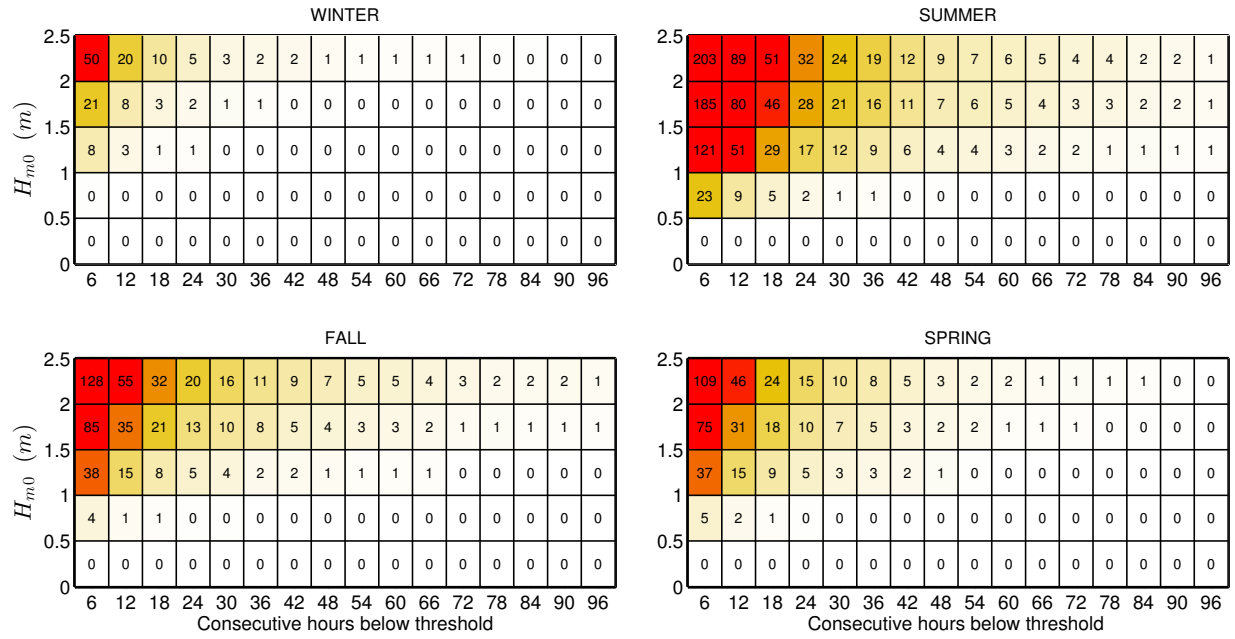 WINTER
2.5 50 20 10 5 3 2 2 1 1 1 1 1 0 0 0 0
2 21 8 3 2 1 1 0 0 0 0 0 0 0 0 0 0
1.5 8 3 1 1 0 0 0 0 0 0 0 0 0 0 0 0
1 0 0 0 0 0 0 0 0 0 0 0 0 0 0 0 0
0.5 0 0 0 0 0 0 0 0 0 0 0 0 0 0 0 0
0
6 12 18 24 30 36 42 48 54 60 66 72 78 84 90 96
H_{m0} (m)
SUMMER
2.5 203 89 51 32 24 19 12 9 7 6 5 4 4 2 2 1
2 185 80 46 28 21 16 11 7 6 5 4 3 3 2 2 1
1.5 121 51 29 17 12 9 6 4 4 3 2 2 1 1 1 1
1 23 9 5 2 1 1 0 0 0 0 0 0 0 0 0 0
0.5 0 0 0 0 0 0 0 0 0 0 0 0 0 0 0 0
0
6 12 18 24 30 36 42 48 54 60 66 72 78 84 90 96
FALL
2.5 128 55 32 20 16 11 9 7 5 5 4 3 2 2 2 1
2 85 35 21 13 10 8 5 4 3 3 2 1 1 1 1 1
1.5 38 15 8 5 4 2 2 1 1 1 1 0 0 0 0 0
1 4 1 1 0 0 0 0 0 0 0 0 0 0 0 0 0
0.5 0 0 0 0 0 0 0 0 0 0 0 0 0 0 0 0
0
6 12 18 24 30 36 42 48 54 60 66 72 78 84 90 96
Consecutive hours below threshold
H_{m0} (m)
SPRING
2.5 109 46 24 15 10 8 5 3 2 2 1 1 1 1 0 0
2 75 31 18 10 7 5 3 2 2 1 1 1 0 0 0 0
1.5 37 15 9 5 3 3 2 1 0 0 0 0 0 0 0 0
1 5 2 1 0 0 0 0 0 0 0 0 0 0 0 0 0
0.5 0 0 0 0 0 0 0 0 0 0 0 0 0 0 0 0
0
6 12 18 24 30 36 42 48 54 60 66 72 78 84 90 96
Consecutive hours below threshold